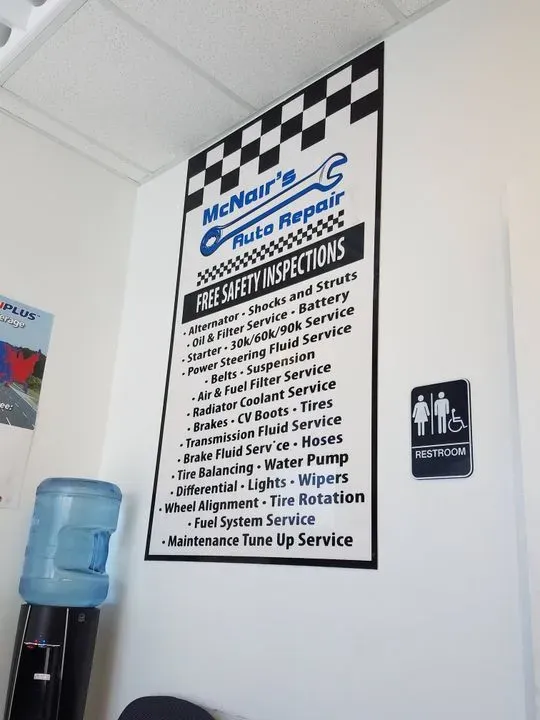 McNair's
Auto Repair
FREE SAFETY INSPECTIONS
• Alternator • Shocks and Struts
• Oil & Filter Service • Battery
• Starter • 30k/60k/90k Service
• Power Steering Fluid Service
• Belts • Suspension
• Air & Fuel Filter Service
• Radiator Coolant Service
• Brakes • CV Boots • Tires
• Transmission Fluid Service
• Brake Fluid Service • Hoses
• Tire Balancing • Water Pump
• Differential • Lights • Wipers
• Wheel Alignment • Tire Rotation
• Fuel System Service
• Maintenance Tune Up Service
RESTROOM